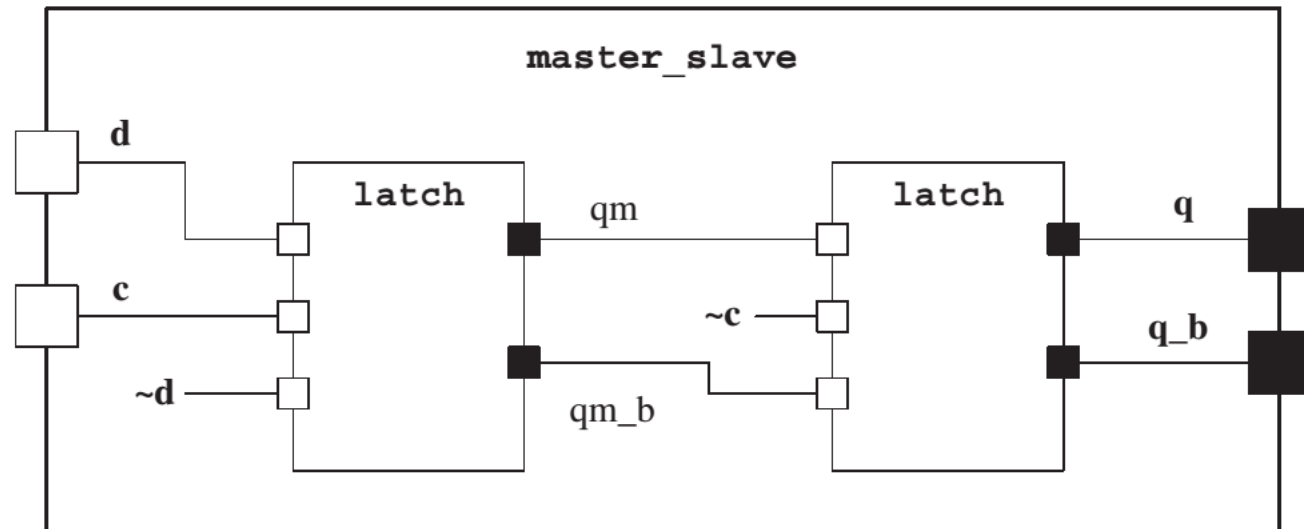 master_slave
d
latch
latch
qm
q
c
~c
q_b
~d
qm_b